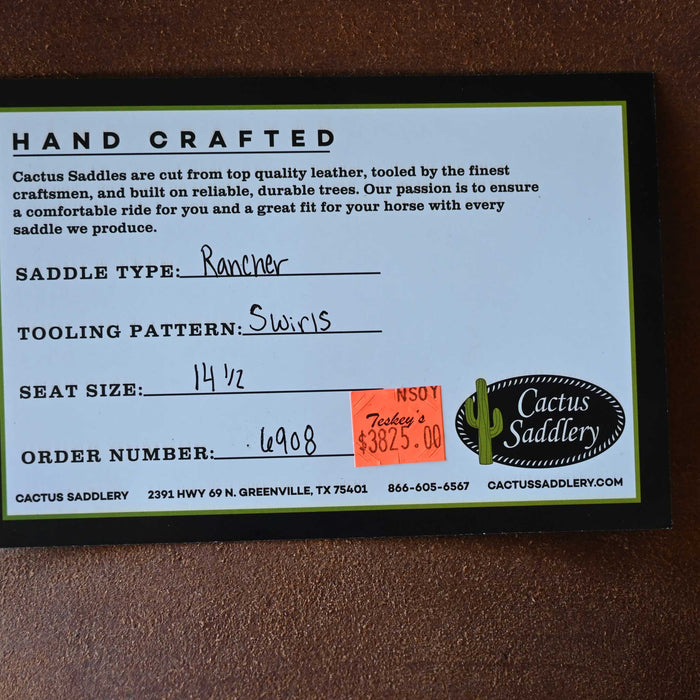 HAND CRAFTED
Cactus Saddles are cut from top quality leather, tooled by the finest
craftsmen, and built on reliable, durable trees. Our passion is to ensure
a comfortable ride for you and a great fit for your horse with every
saddle we produce.
SADDLE TYPE: Rancher
TOOLING PATTERN: Swirls
SEAT SIZE: 14 1/2
NSOY
Teskey's
$3825.00
ORDER NUMBER: 6908
Cactus
Saddlery
CACTUS SADDLERY 2391 HWY 69 N. GREENVILLE, TX 75401 866-605-6567 CACTUSSADDLERY.COM